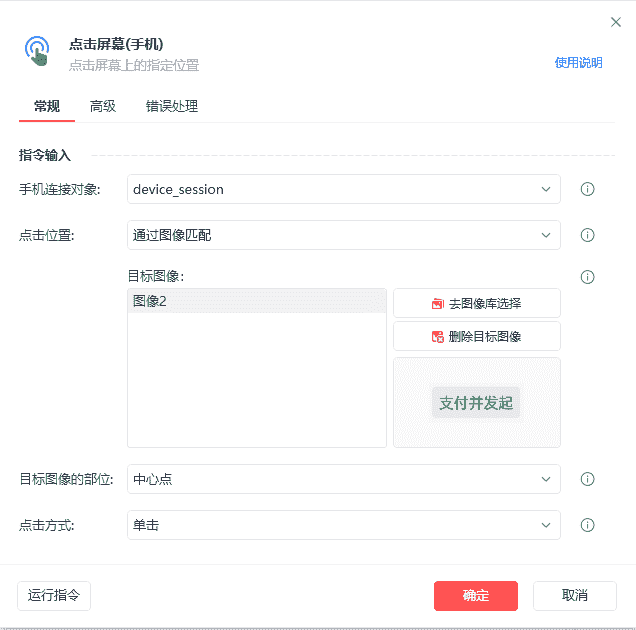 点击屏幕(手机)
点击屏幕上的指定位置
使用说明
常规 高级 错误处理
指令输入
手机连接对象: device_session
点击位置: 通过图像匹配
目标图像:
图像2
去图像库选择
删除目标图像
支付并发起
目标图像的部位: 中心点
点击方式: 单击
运行指令 确定 取消